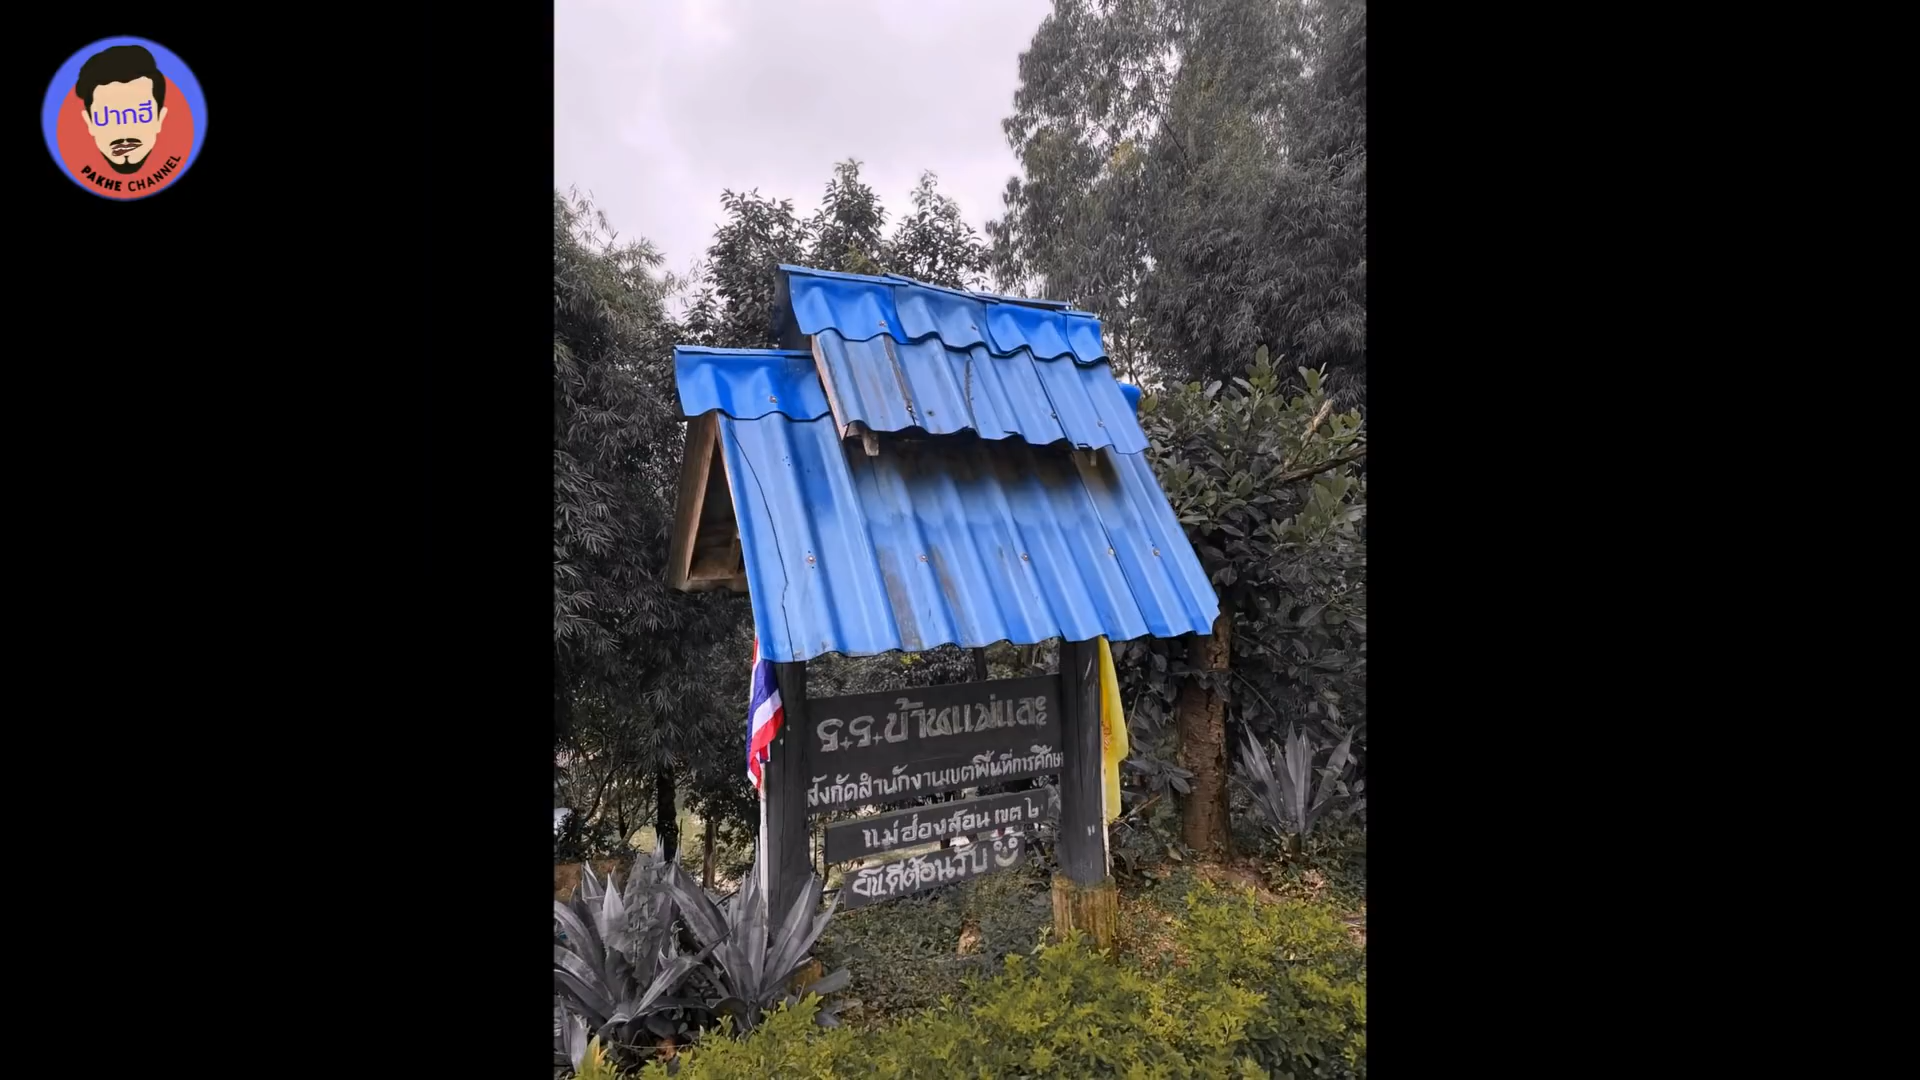 ปากฮี
PAKHE CHANNEL
ร.ร.บ้านแม่และ
สังกัดสำนักงานเขตพื้นที่การศึกษา
แม่ฮ่องสอน เขต ๒
ยินดีต้อนรับ